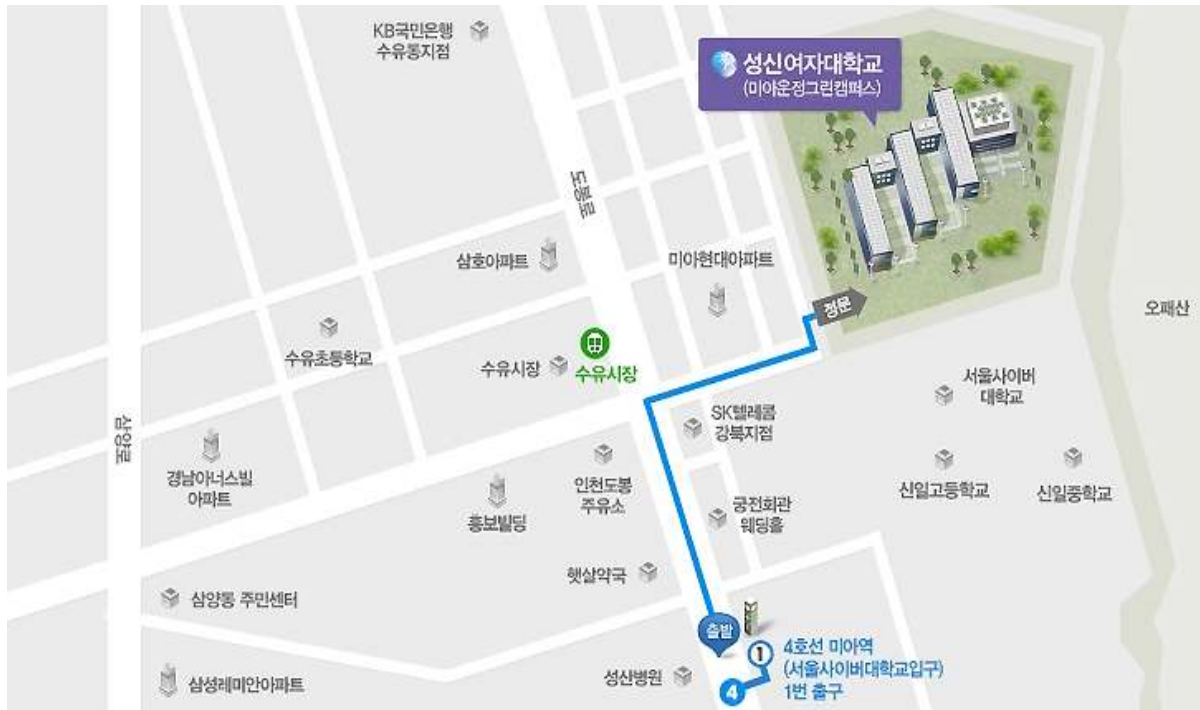 KB국민은행
수유동지점
성신여자대학교
(미아운정그린캠퍼스)
도봉로
삼호아파트
미아현대아파트
정문
오패산
수유초등학교
수유시장
수유시장
서울사이버
대학교
SK텔레콤
강북지점
삼양로
경남아너스빌
아파트
인천도봉
주유소
홍보빌딩
신일고등학교
신일중학교
궁전회관
웨딩홀
햇살약국
삼양동 주민센터
출발
1
4호선 미아역
(서울사이버대학교입구)
1번 출구
성산병원
4
삼성래미안아파트